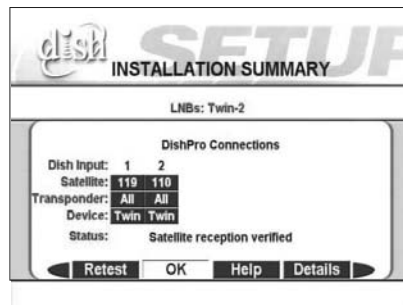 dish
SETUP
INSTALLATION SUMMARY
LNBs: Twin-2
DishPro Connections
Dish Input: 1 2
Satellite: 119 110
Transponder: All All
Device: Twin Twin
Status: Satellite reception verified
Retest OK Help Details